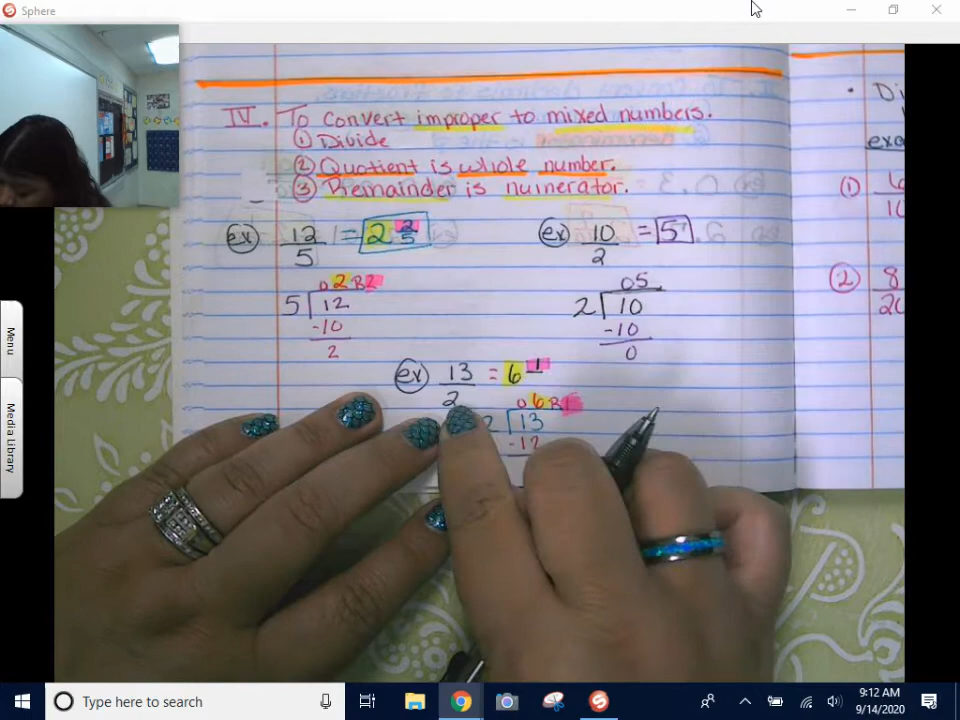 Sphere
IV. To convert improper to mixed numbers.
① Divide
② Quotient is whole number.
③ Remainder is numerator.
ex 12/5 = 2 2/5
ex 10/2 = 5
02R2
5 12
-10
2
05
2 10
-10
0
ex 13/2 = 6 1
06R1
2 13
-12
①
②
Menu
Media Library
Type here to search
9:12 AM
9/14/2020